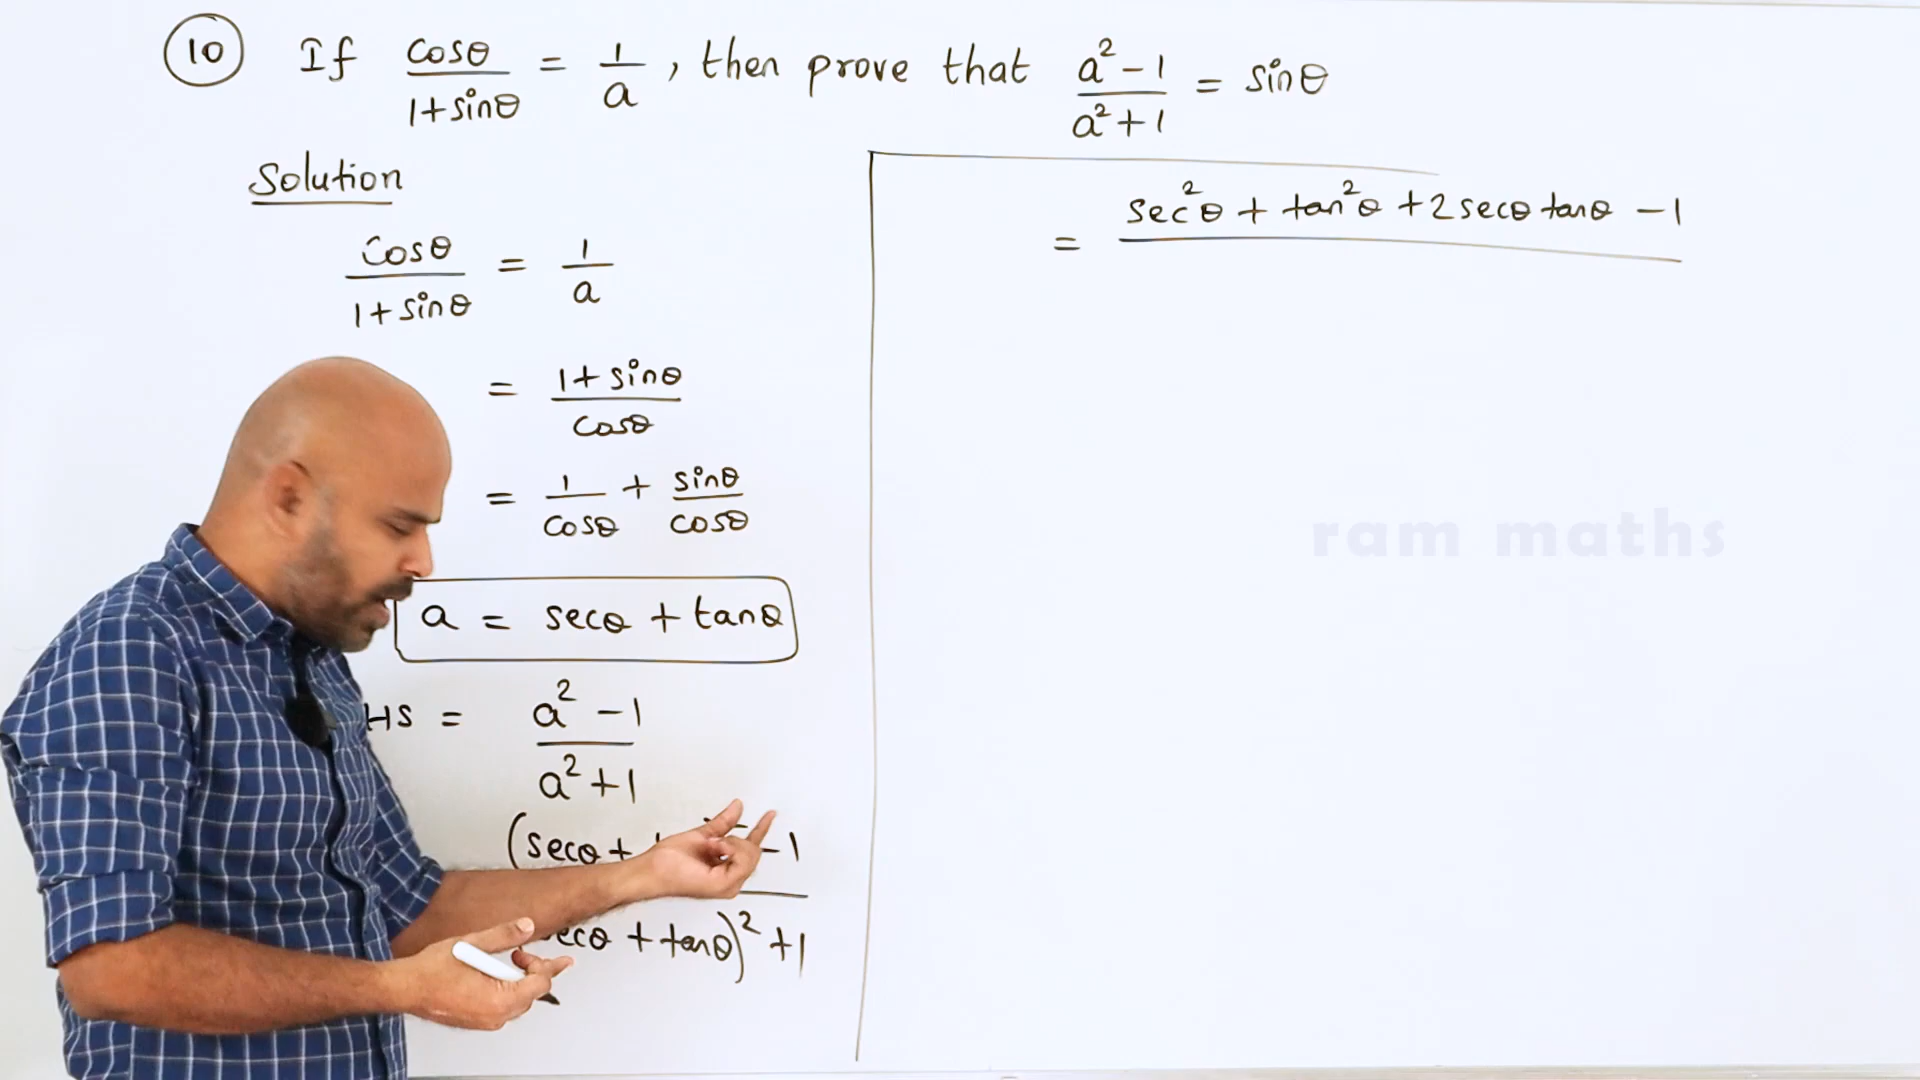 10 If cosθ/1+sinθ = 1/a, then prove that a²-1/a²+1 = sinθ
Solution
cosθ/1+sinθ = 1/a
= 1+sinθ/cosθ
= 1/cosθ + sinθ/cosθ
a = secθ + tanθ
HS = a²-1/a²+1
(secθ+ -1
secθ + tanθ)² +1
= sec²θ + tan²θ + 2secθ tanθ - 1
ram maths